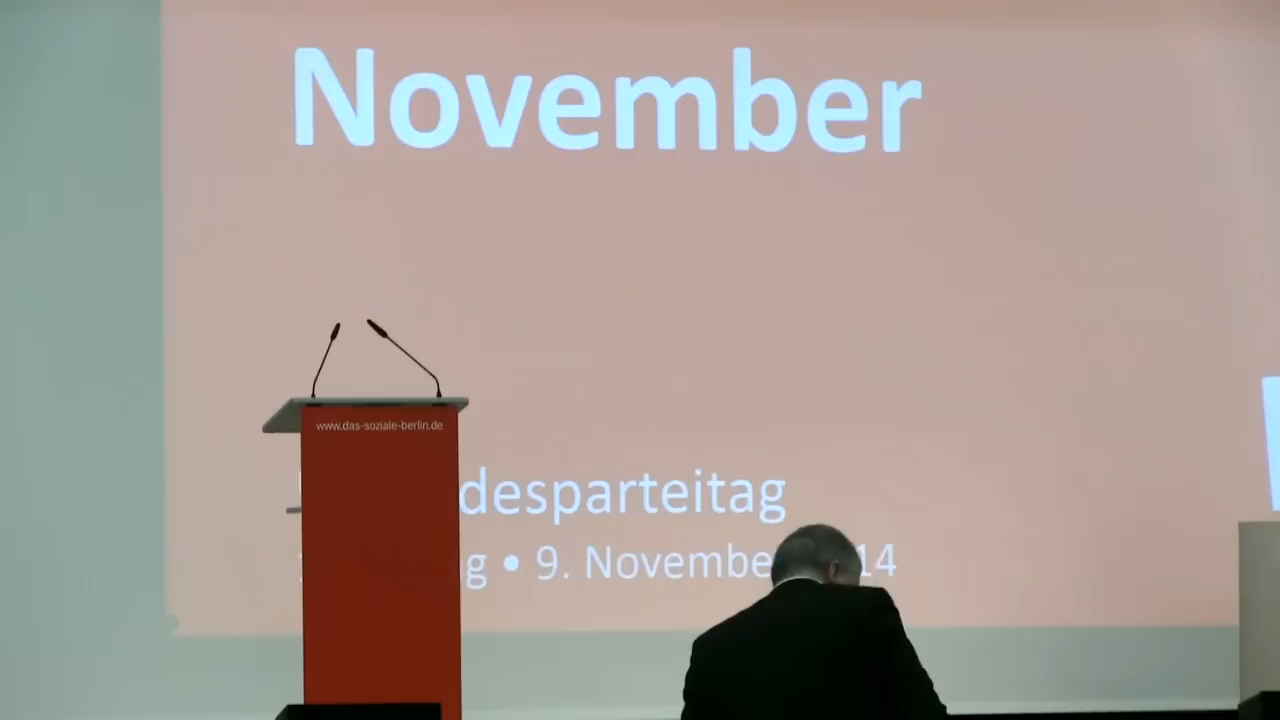 November
www.das-soziale-berlin.de
desparteitag
g • 9. Novembe 14